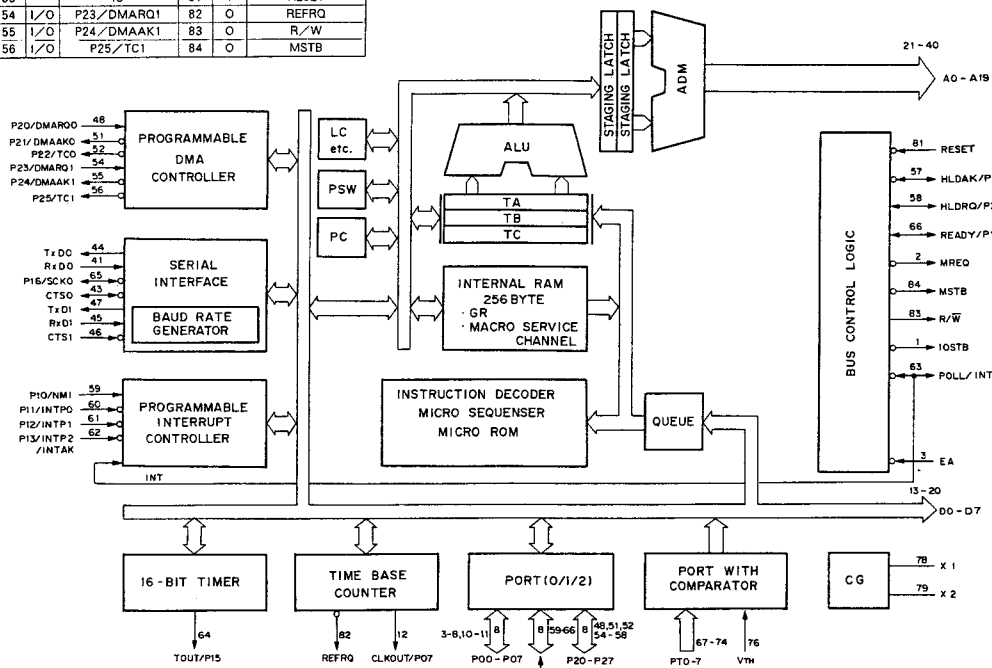 54 I/O P23/DMARQ1 82 O REFRQ
55 I/O P24/DMAAK1 83 O R/W
56 I/O P25/TC1 84 O MSTB
21-40
A0-A19
STAGING LATCH
STAGING LATCH
ADM
P20/DMARQ0 48
P21/DMAAK0 51
P22/TC0 52
P23/DMARQ1 54
P24/DMAAK1 55
P25/TC1 56
PROGRAMMABLE
DMA
CONTROLLER
LC
etc.
PSW
PC
ALU
TA
TB
TC
TxD0 44
RxD0 41
P16/SCK0 65
CTS0 43
TxD1 47
RxD1 45
CTS1 46
SERIAL
INTERFACE
BAUD RATE
GENERATOR
INTERNAL RAM
256 BYTE
· GR
· MACRO SERVICE
CHANNEL
BUS CONTROL LOGIC
81 RESET
57 HLDAK/P
58 HLDRQ/P
66 READY/P
2 MREQ
84 MSTB
83 R/W̅
1 IOSTB
63 POLL/INT
3 EA
P10/NMI 59
P11/INTP0 60
P12/INTP1 61
P13/INTP2 62
/INTAK
PROGRAMMABLE
INTERRUPT
CONTROLLER
INT
INSTRUCTION DECODER
MICRO SEQUENSER
MICRO ROM
QUEUE
13-20
D0-D7
16-BIT TIMER
64
TOUT/P15
TIME BASE
COUNTER
82
REFRQ
12
CLKOUT/P07
PORT(0/1/2)
3-8,10-11 8
P00-P07
8 59-66
8 48,51,52
54-58
P20-P27
PORT WITH
COMPARATOR
67-74
PT0-7
76
VTH
CG
78 X1
79 X2